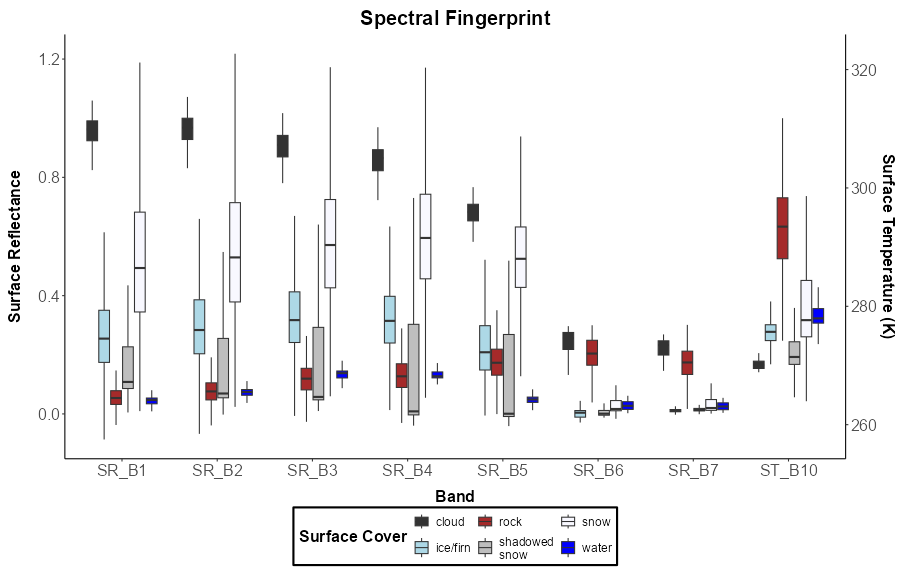 Spectral Fingerprint
Surface Reflectance
1.2
0.8
0.4
0.0
320
300
280
260
Surface Temperature (K)
SR_B1 SR_B2 SR_B3 SR_B4 SR_B5 SR_B6 SR_B7 ST_B10
Band
Surface Cover
cloud rock snow
ice/firn shadowed snow water